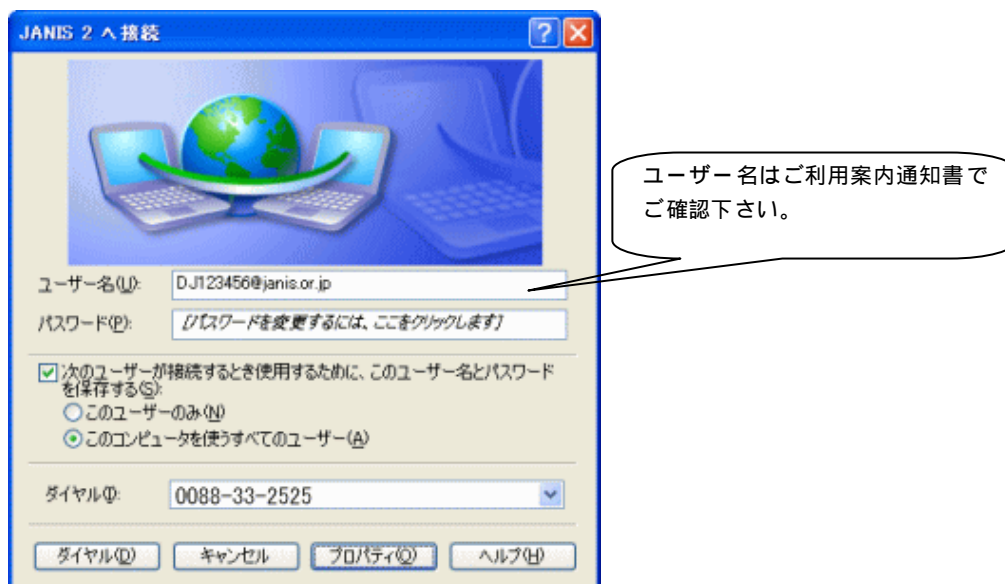 JANIS 2 へ接続
ユーザー名はご利用案内通知書で
ご確認下さい。
ユーザー名(U):
DJ123456@janis.or.jp
パスワード(P):
[パスワードを変更するには、ここをクリックします]
次のユーザーが接続するとき使用するために、このユーザー名とパスワード
を保存する(S):
このユーザーのみ(N)
このコンピュータを使うすべてのユーザー(A)
ダイヤル(I):
0088-33-2525
ダイヤル(D)
キャンセル
プロパティ(O)
ヘルプ(H)